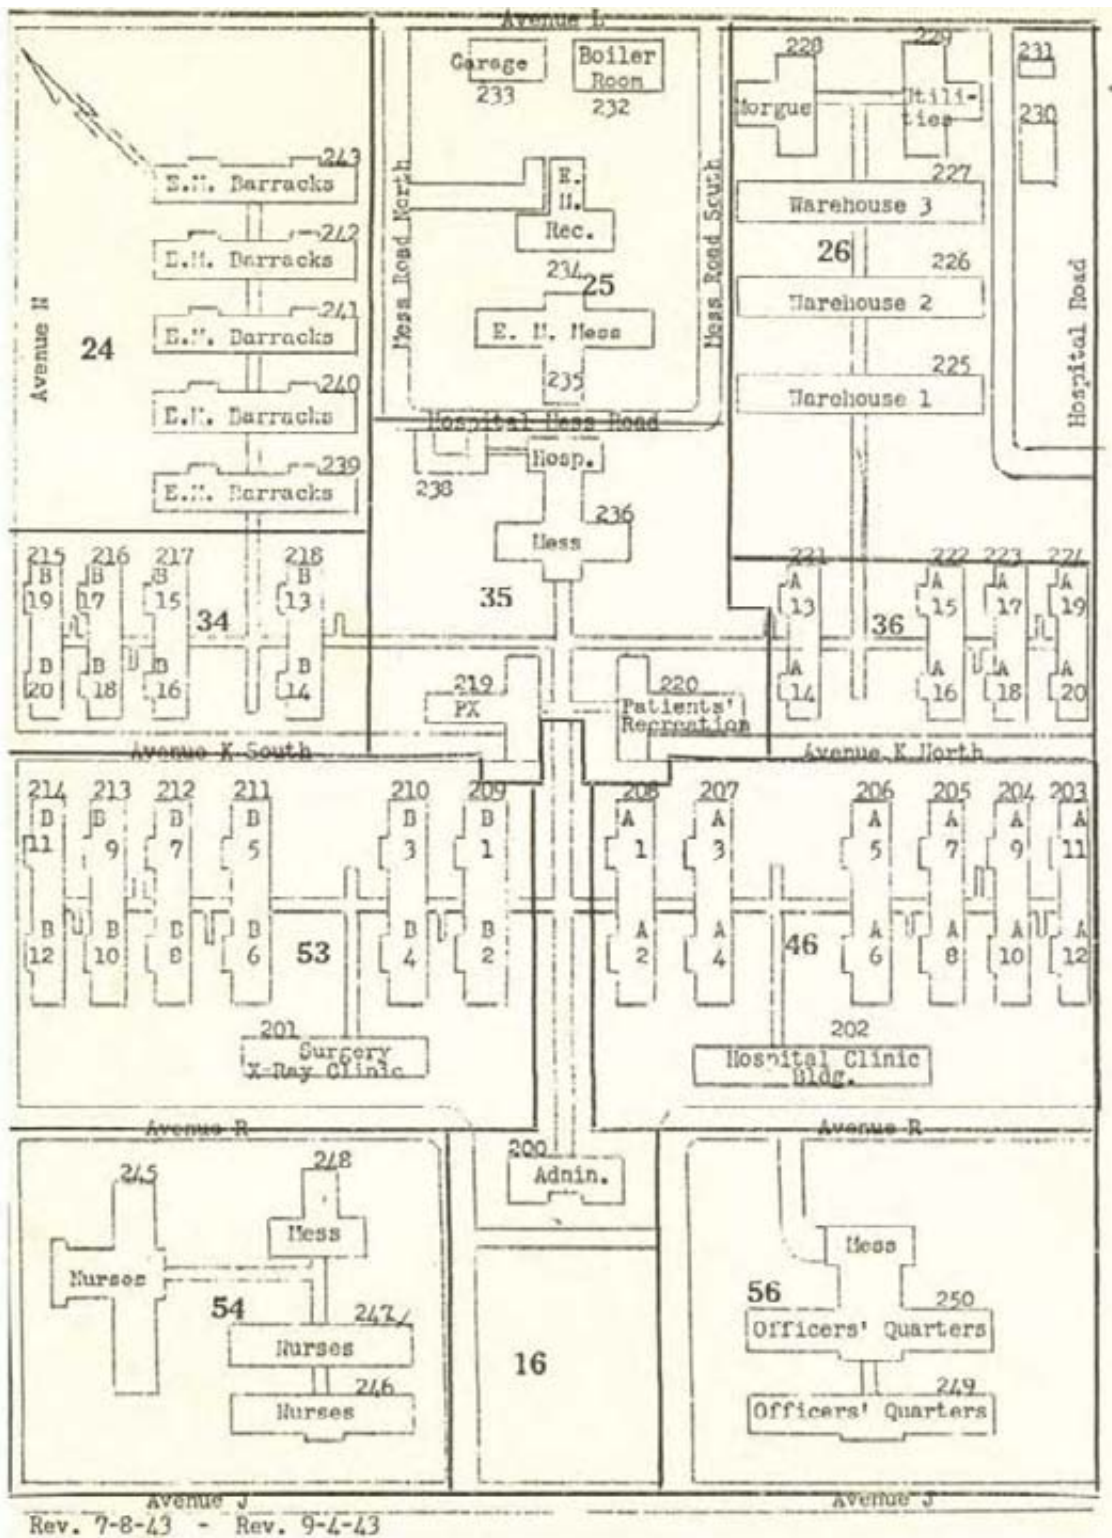 Avenue L
Garage
233
Boiler
Room
232
228
Morgue
229
Utili-
ties
231
230
243
E.M. Barracks
242
E.M. Barracks
241
E.M. Barracks
240
E.M. Barracks
239
E.M. Barracks
Avenue N
24
Mess Road North
E.
M.
Rec.
234
25
E. M. Mess
235
Mess Road South
227
Warehouse 3
26
226
Warehouse 2
225
Warehouse 1
Hospital Road
Hospital Mess Road
238
Hosp.
236
Mess
35
215
B
19
B
20
216
B
17
B
18
217
B
15
B
16
34
218
B
13
B
14
221
A
13
A
14
36
222
A
15
A
16
223
A
17
A
18
224
A
19
A
20
219
PX
220
Patients'
Recreation
Avenue K South
Avenue K North
214
B
11
B
12
213
B
9
B
10
212
B
7
B
8
211
B
5
B
6
53
210
B
3
B
4
209
B
1
B
2
208
A
1
A
2
207
A
3
A
4
46
206
A
5
A
6
205
A
7
A
8
204
A
9
A
10
203
A
11
A
12
201
Surgery
X-Ray Clinic
202
Hospital Clinic
Bldg.
Avenue R
Avenue R
200
Admin.
245
Nurses
248
Mess
54
247
Nurses
246
Nurses
16
Mess
56
250
Officers' Quarters
249
Officers' Quarters
Avenue J
Avenue J
Rev. 7-8-43 - Rev. 9-4-43